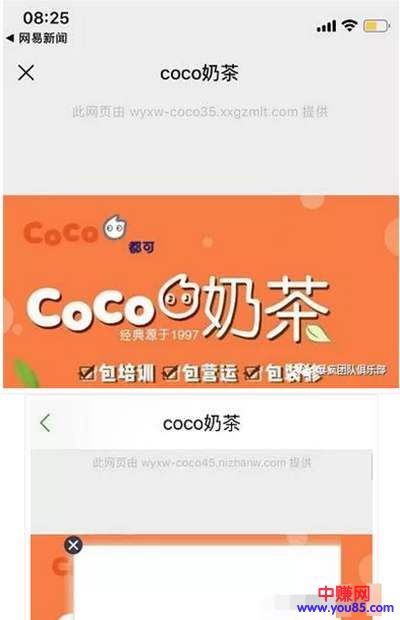 08:25
网易新闻
coco奶茶
此网页由 wyxw-coco35.xxgzmlt.com 提供
CoCo
都可
CoCo奶茶
经典源于1997
包培训 包营运 包装修
疯团队俱乐部
coco奶茶
此网页由 wyxw-coco45.nizhanw.com 提供
中赚网
www.you85.com